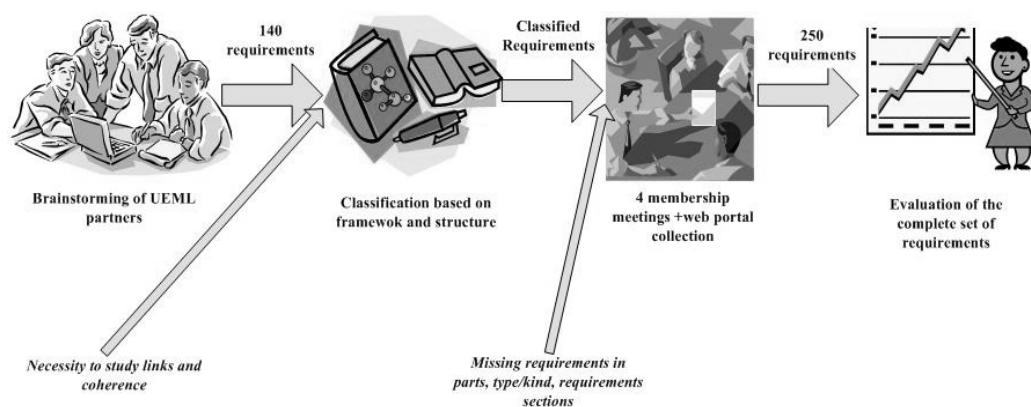 140
requirements
Classified
Requirements
250
requirements
Brainstorming of UEML
partners
Classification based on
framewok and structure
4 membership
meetings +web portal
collection
Evaluation of the
complete set of
requirements
Necessity to study links and
coherence
Missing requirements in
parts, type/kind, requirements
sections